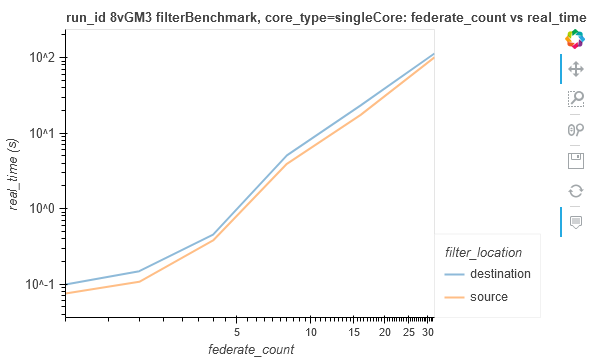 run_id 8vGM3 filterBenchmark, core_type=singleCore: federate_count vs real_time
real_time (s)
10^2
10^1
10^0
10^-1
5
10
15
20
25
30
federate_count
filter_location
destination
source